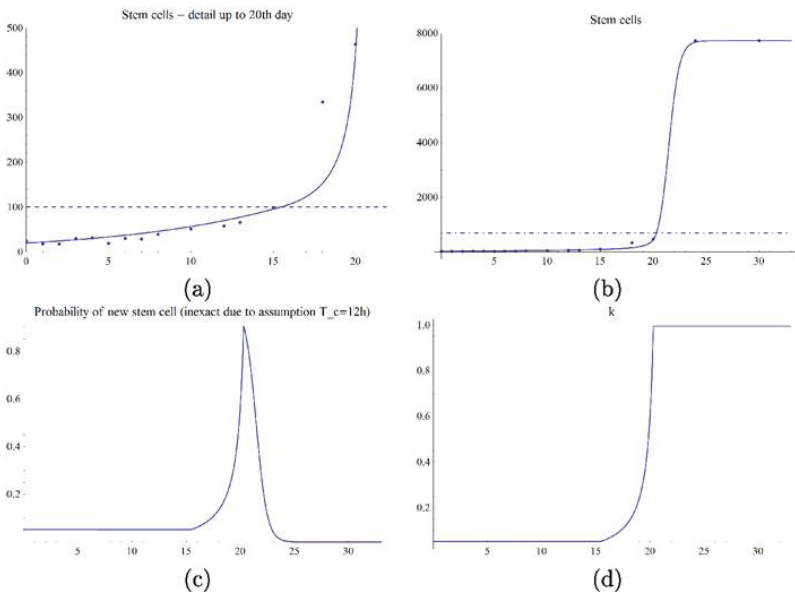 Stem cells – detail up to 20th day
500
400
300
200
100
0
0 5 10 15 20
(a)
Stem cells
8000
6000
4000
2000
0 5 10 15 20 25 30
(b)
Probability of new stem cell (inexact due to assumption T_c=12h)
0.8
0.6
0.4
0.2
5 10 15 20 25 30
(c)
k
1.0
0.8
0.6
0.4
0.2
5 10 15 20 25 30
(d)